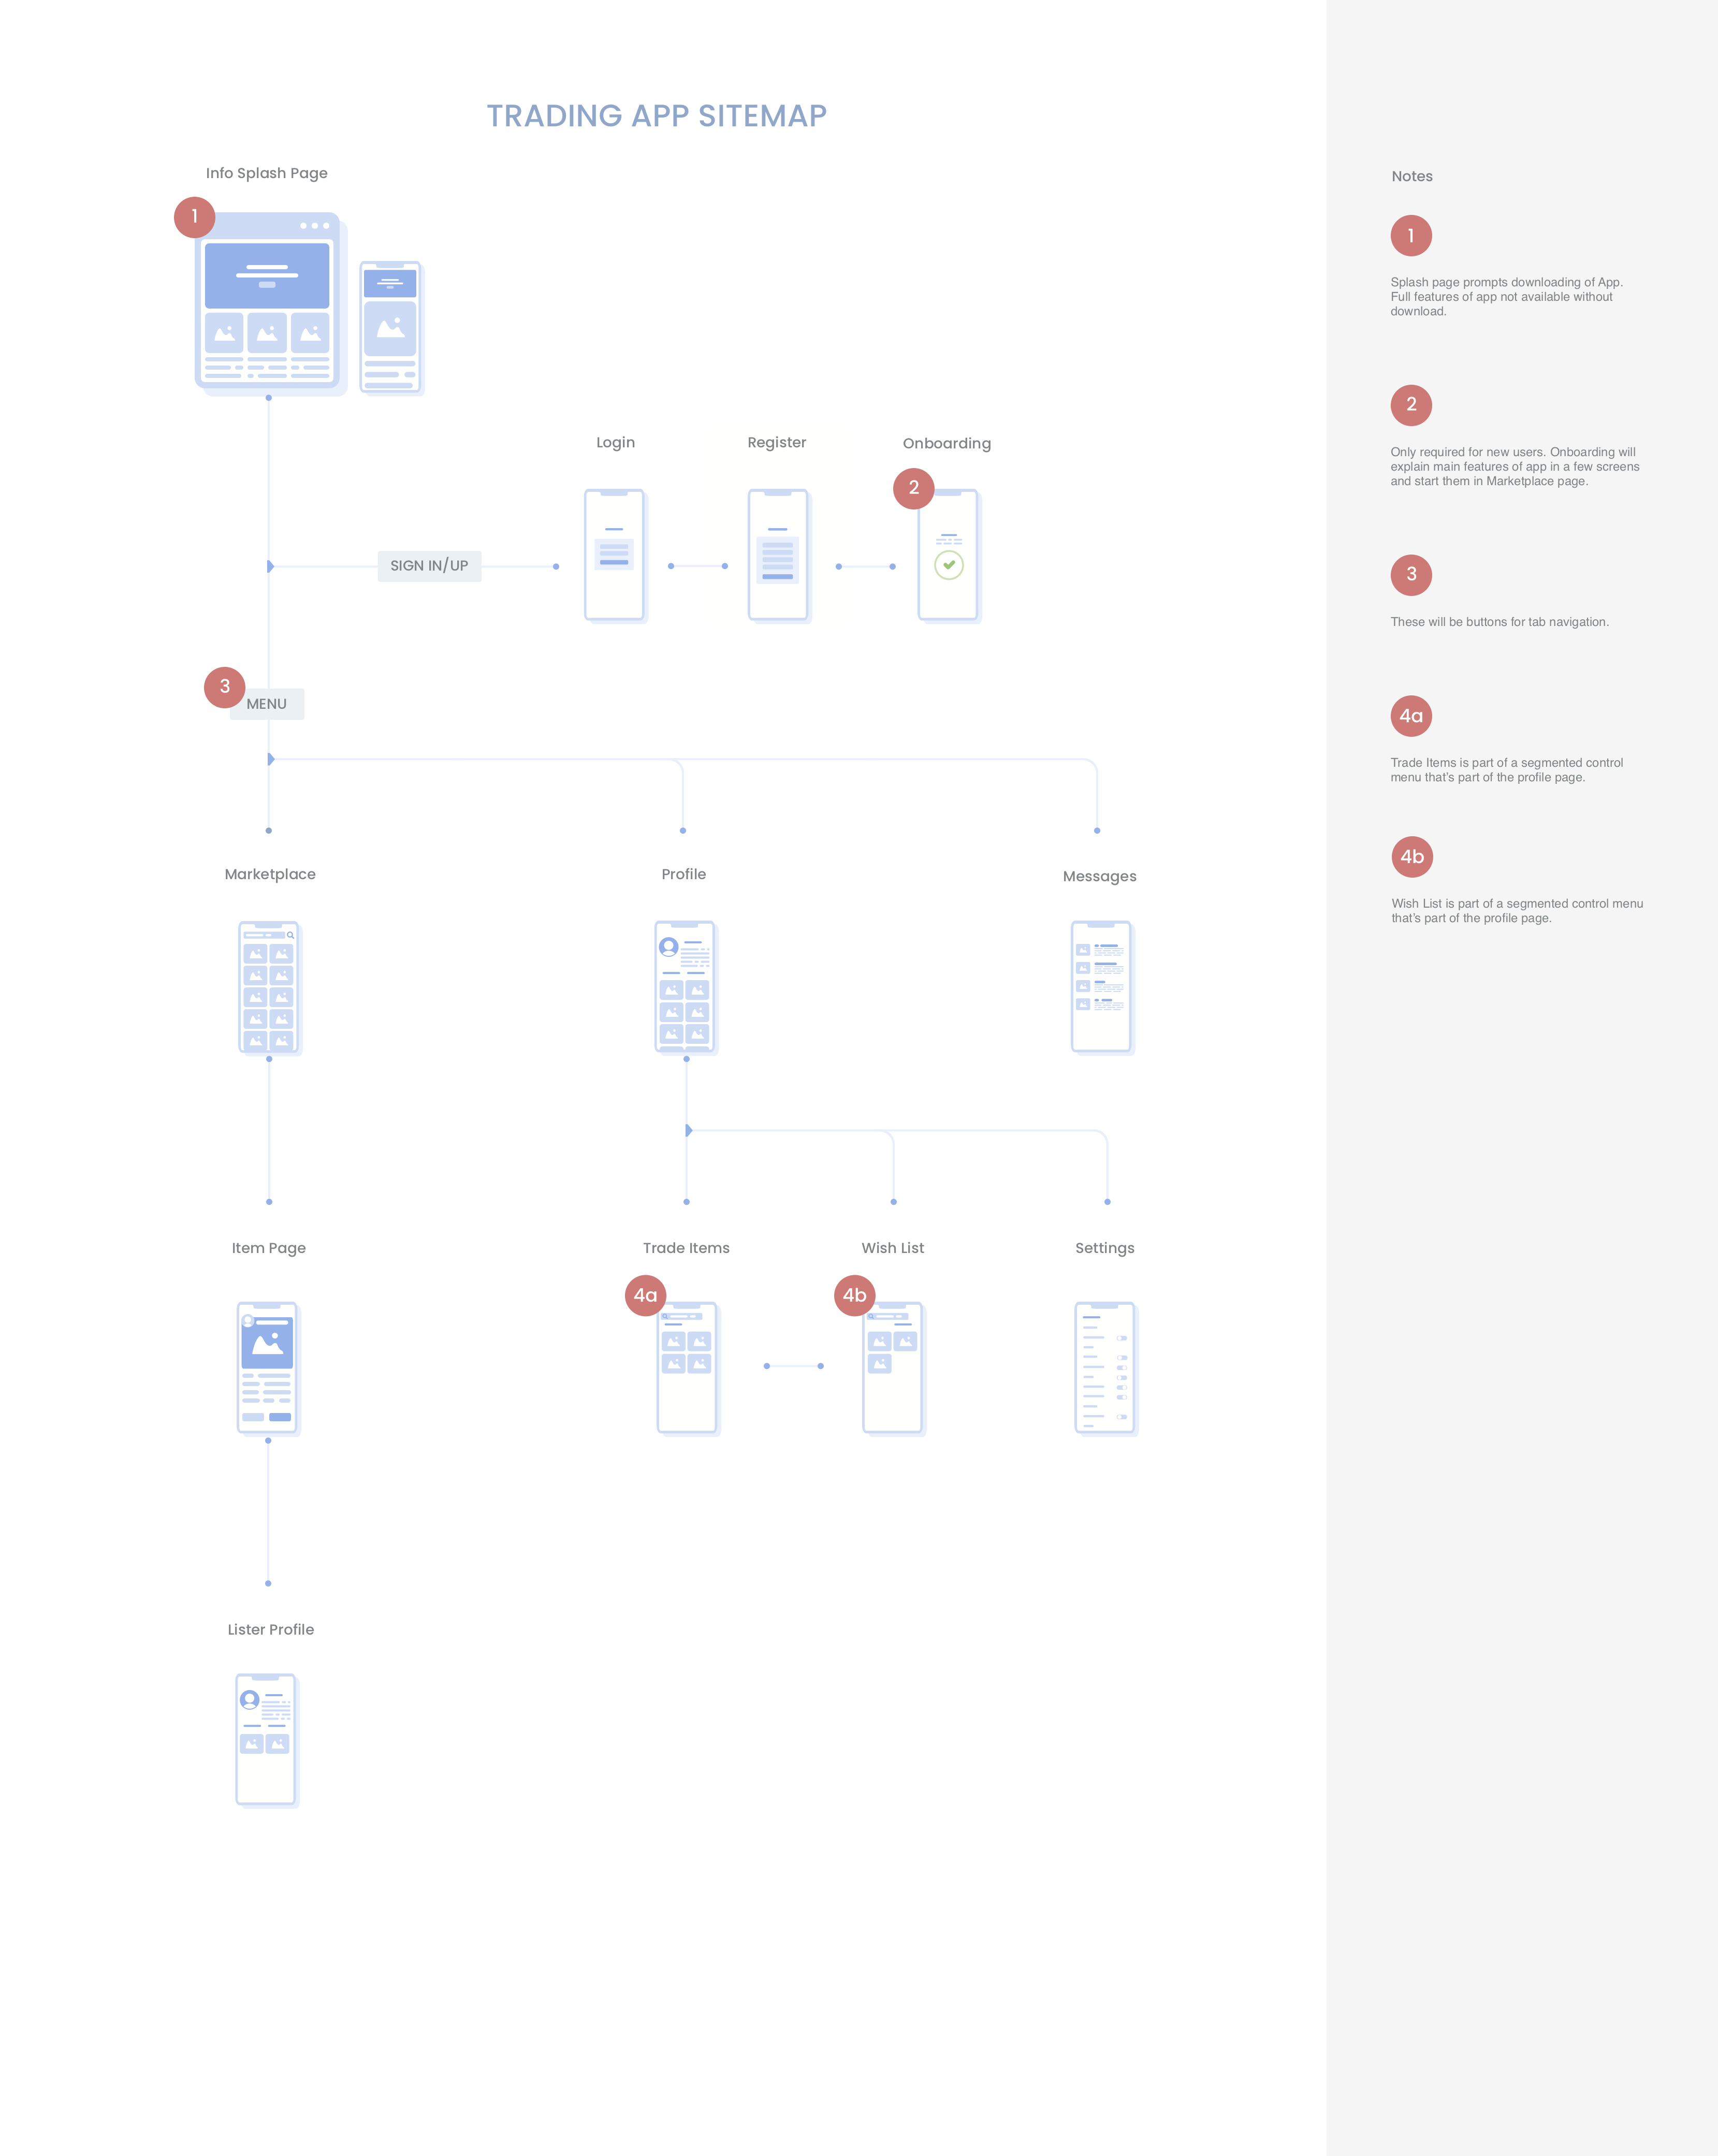 TRADING APP SITEMAP
Info Splash Page
1
Login
Register
Onboarding
2
SIGN IN/UP
3
MENU
Marketplace
Profile
Messages
Item Page
Trade Items
Wish List
Settings
4a
4b
Lister Profile
Notes
1
Splash page prompts downloading of App.
Full features of app not available without
download.
2
Only required for new users. Onboarding will
explain main features of app in a few screens
and start them in Marketplace page.
3
These will be buttons for tab navigation.
4a
Trade Items is part of a segmented control
menu that's part of the profile page.
4b
Wish List is part of a segmented control menu
that's part of the profile page.